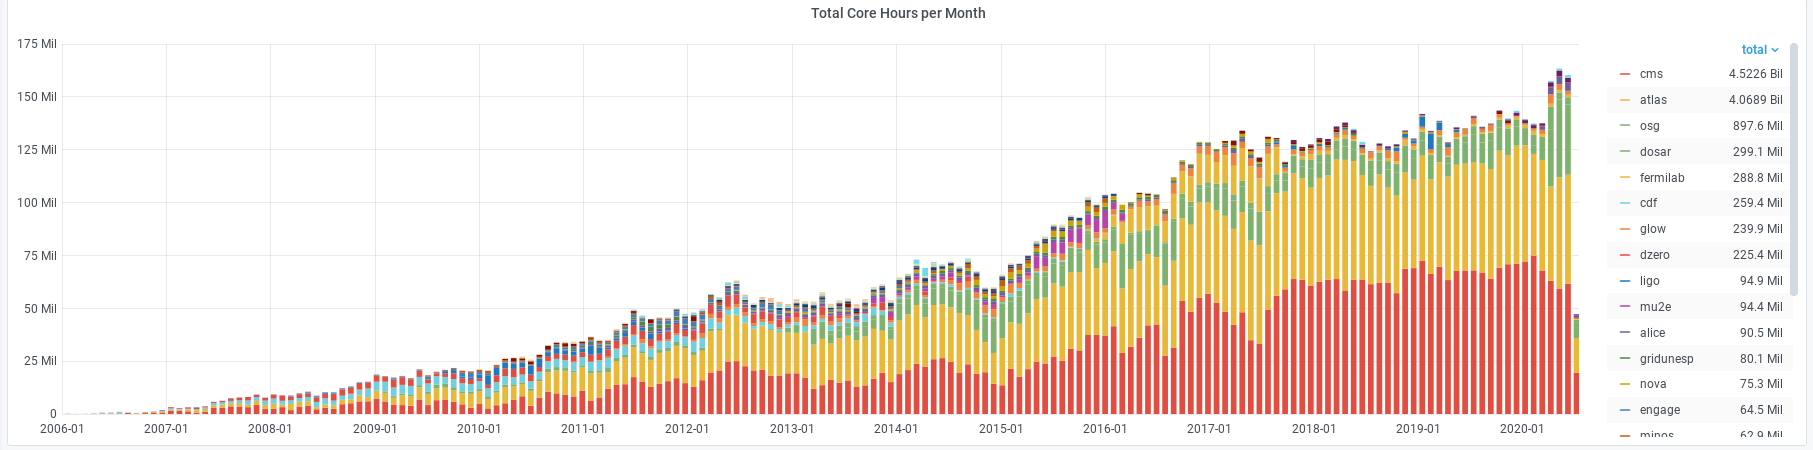 Total Core Hours per Month
175 Mil
150 Mil
125 Mil
100 Mil
75 Mil
50 Mil
25 Mil
0
2006-01 2007-01 2008-01 2009-01 2010-01 2011-01 2012-01 2013-01 2014-01 2015-01 2016-01 2017-01 2018-01 2019-01 2020-01
total
cms 4.5226 Bil
atlas 4.0689 Bil
osg 897.6 Mil
dosar 299.1 Mil
fermilab 288.8 Mil
cdf 259.4 Mil
glow 239.9 Mil
dzero 225.4 Mil
ligo 94.9 Mil
mu2e 94.4 Mil
alice 90.5 Mil
gridunesp 80.1 Mil
nova 75.3 Mil
engage 64.5 Mil
minos 62.9 Mil